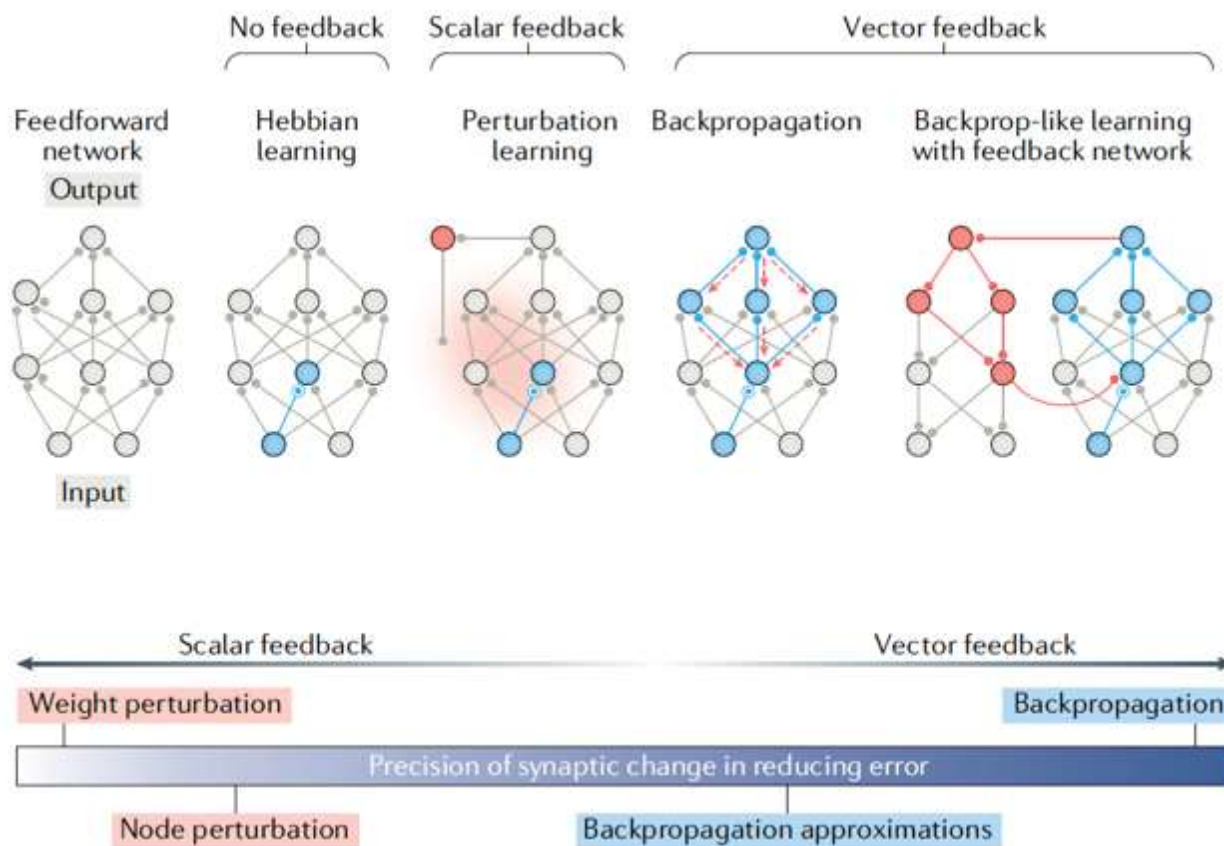 No feedback
Scalar feedback
Vector feedback
Feedforward
network
Hebbian
learning
Perturbation
learning
Backpropagation
Backprop-like learning
with feedback network
Output
Input
Scalar feedback
Vector feedback
Weight perturbation
Backpropagation
Precision of synaptic change in reducing error
Node perturbation
Backpropagation approximations